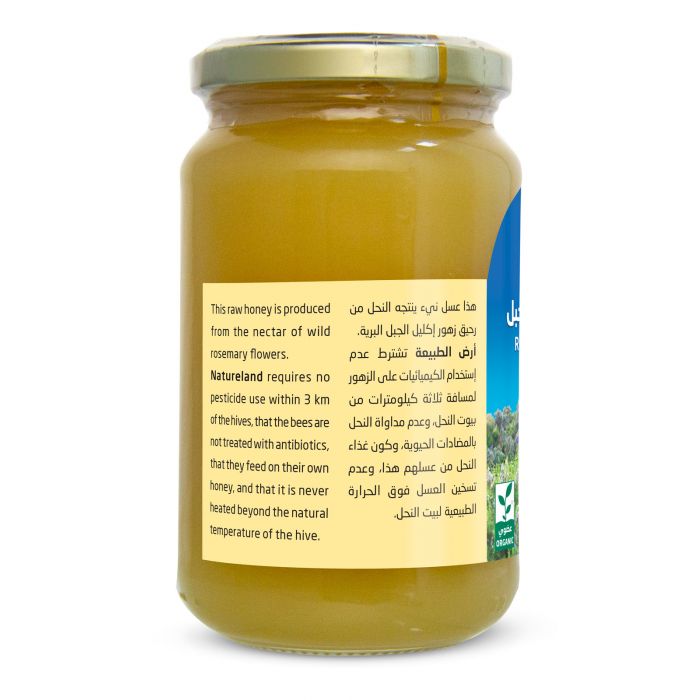 This raw honey is produced
from the nectar of wild
rosemary flowers.
Natureland requires no
pesticide use within 3 km
of the hives, that the bees are
not treated with antibiotics,
that they feed on their own
honey, and that it is never
heated beyond the natural
temperature of the hive.
هذا عسل نيء ينتجه النحل من
رحيق زهور إكليل الجبل البرية.
أرض الطبيعة تشترط عدم
إستخدام الكيميائيات على الزهور
لمسافة ثلاثة كيلومترات من
بيوت النحل، وعدم مداواة النحل
بالمضادات الحيوية، وكون غذاء
النحل من عسلهم هذا، وعدم
تسخين العسل فوق الحرارة
الطبيعية لبيت النحل.
عضوي
ORGANIC